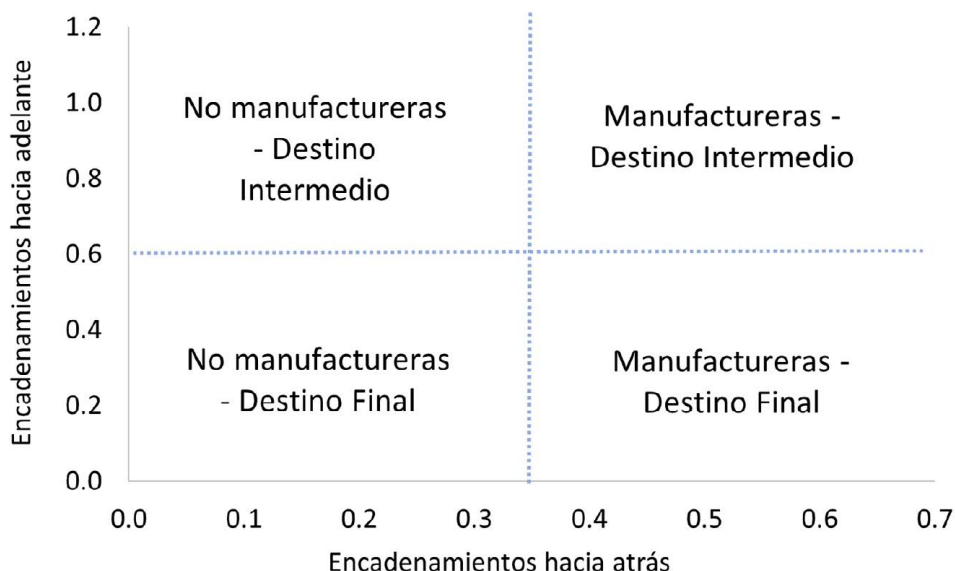 Encadenamientos hacia adelante
1.2
1.0
0.8
0.6
0.4
0.2
0.0
No manufactureras
- Destino
Intermedio
Manufactureras -
Destino Intermedio
No manufactureras
- Destino Final
Manufactureras -
Destino Final
0.0 0.1 0.2 0.3 0.4 0.5 0.6 0.7
Encadenamientos hacia atrás